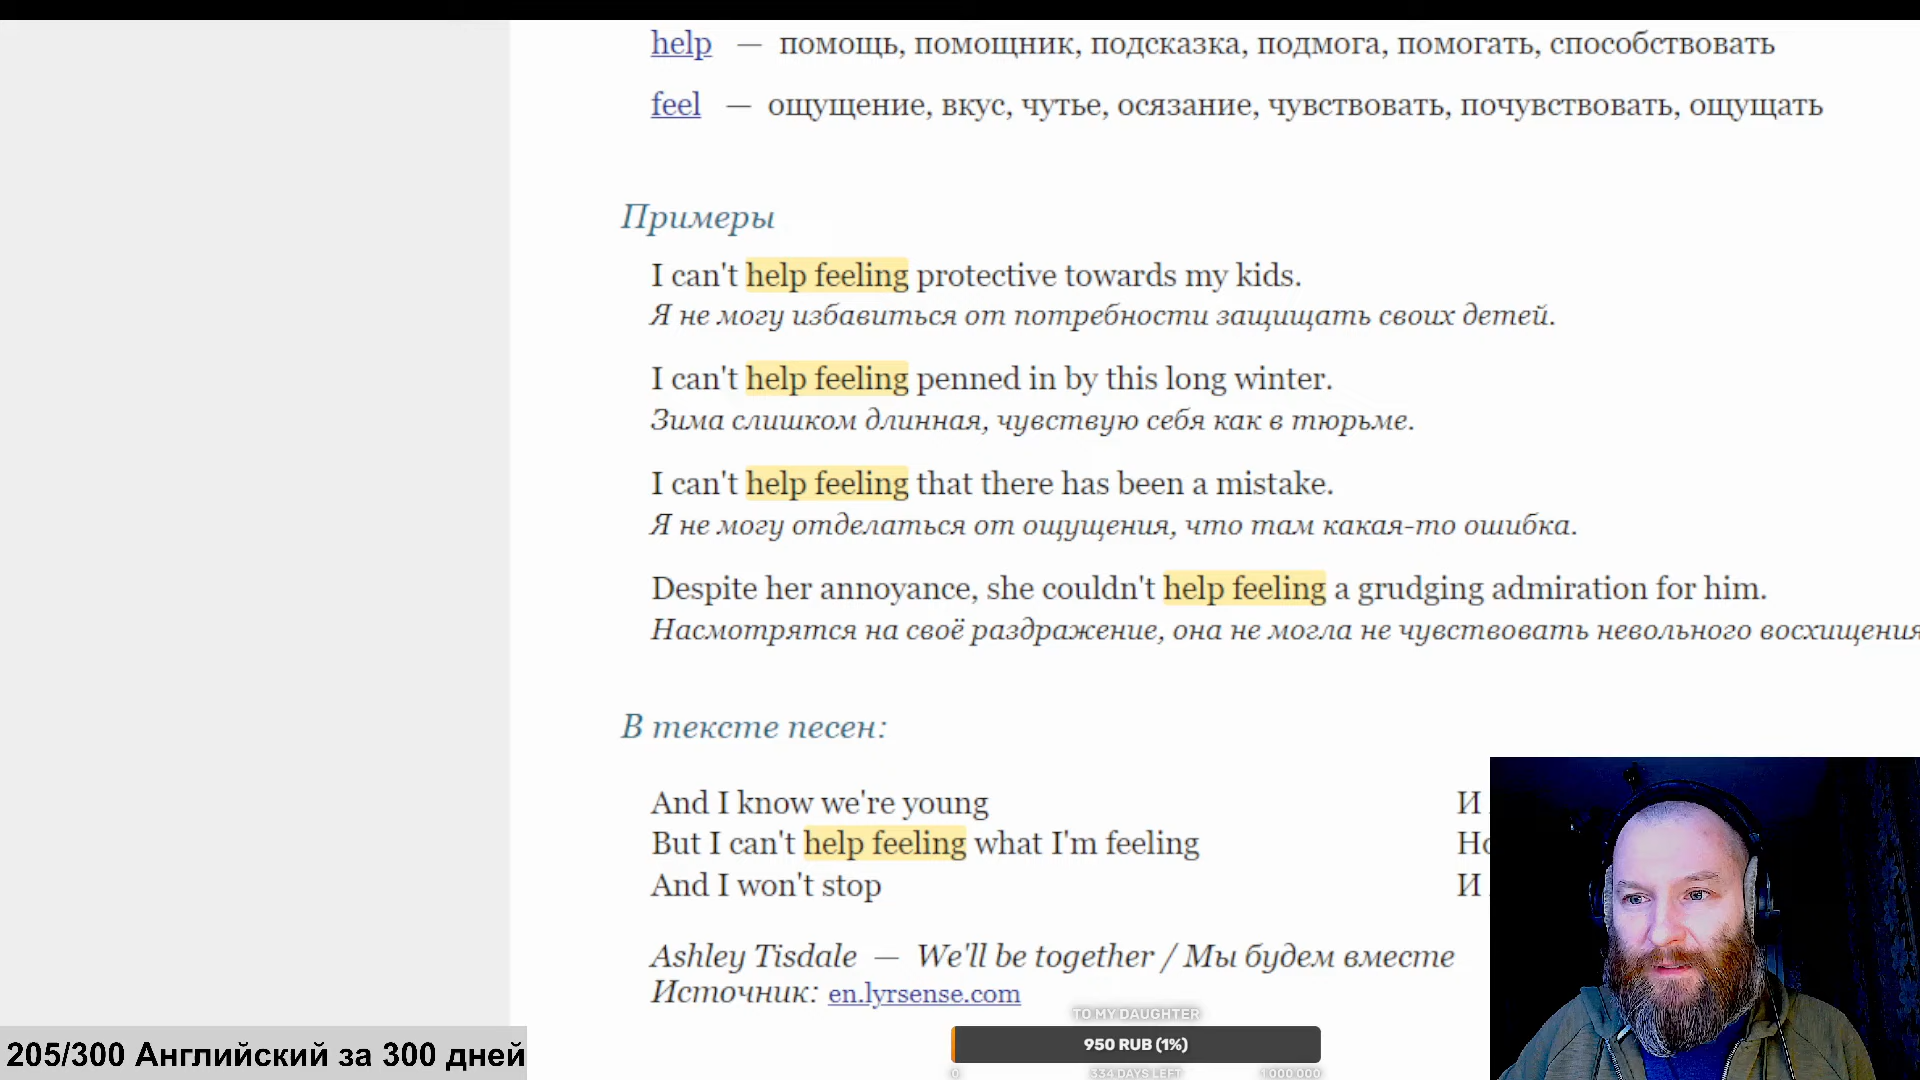 help — помощь, помощник, подсказка, подмога, помогать, способствовать
feel — ощущение, вкус, чутье, осязание, чувствовать, почувствовать, ощущать
Примеры
I can't help feeling protective towards my kids.
Я не могу избавиться от потребности защищать своих детей.
I can't help feeling penned in by this long winter.
Зима слишком длинная, чувствую себя как в тюрьме.
I can't help feeling that there has been a mistake.
Я не могу отделаться от ощущения, что там какая-то ошибка.
Despite her annoyance, she couldn't help feeling a grudging admiration for him.
Насмотрятся на своё раздражение, она не могла не чувствовать невольного восхищения
В тексте песен:
And I know we're young И
But I can't help feeling what I'm feeling Но
And I won't stop И
Ashley Tisdale — We'll be together / Мы будем вместе
Источник: en.lyrsense.com
TO MY DAUGHTER
950 RUB (1%)
0 334 DAYS LEFT 1 000 000
205/300 Английский за 300 дней